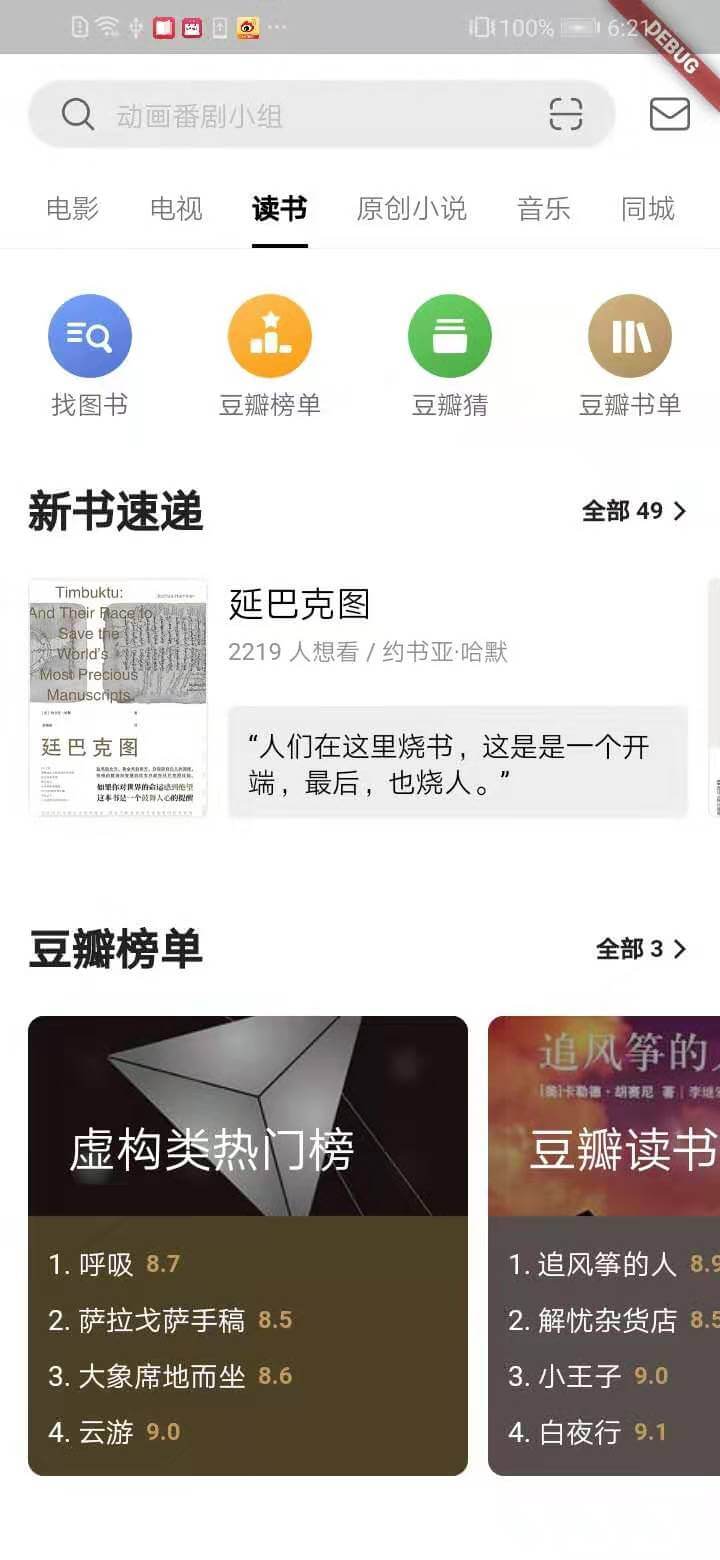 100% 6:21
DEBUG
动画番剧小组
电影 电视 读书 原创小说 音乐 同城
找图书 豆瓣榜单 豆瓣猜 豆瓣书单
新书速递 全部 49
Timbuktu:
And Their Race to
Save the
World's
Most Precious
Manuscripts
廷巴克图
如果你对世界的命运感到绝望
这本书是一个鼓舞人心的提醒
延巴克图
2219 人想看 / 约书亚·哈默
“人们在这里烧书，这是是一个开
端，最后，也烧人。”
豆瓣榜单 全部 3
虚构类热门榜
1. 呼吸 8.7
2. 萨拉戈萨手稿 8.5
3. 大象席地而坐 8.6
4. 云游 9.0
追风筝的
[美]卡勒德·胡赛尼 著 | 李继
豆瓣读书
1. 追风筝的人 8.9
2. 解忧杂货店 8.5
3. 小王子 9.0
4. 白夜行 9.1